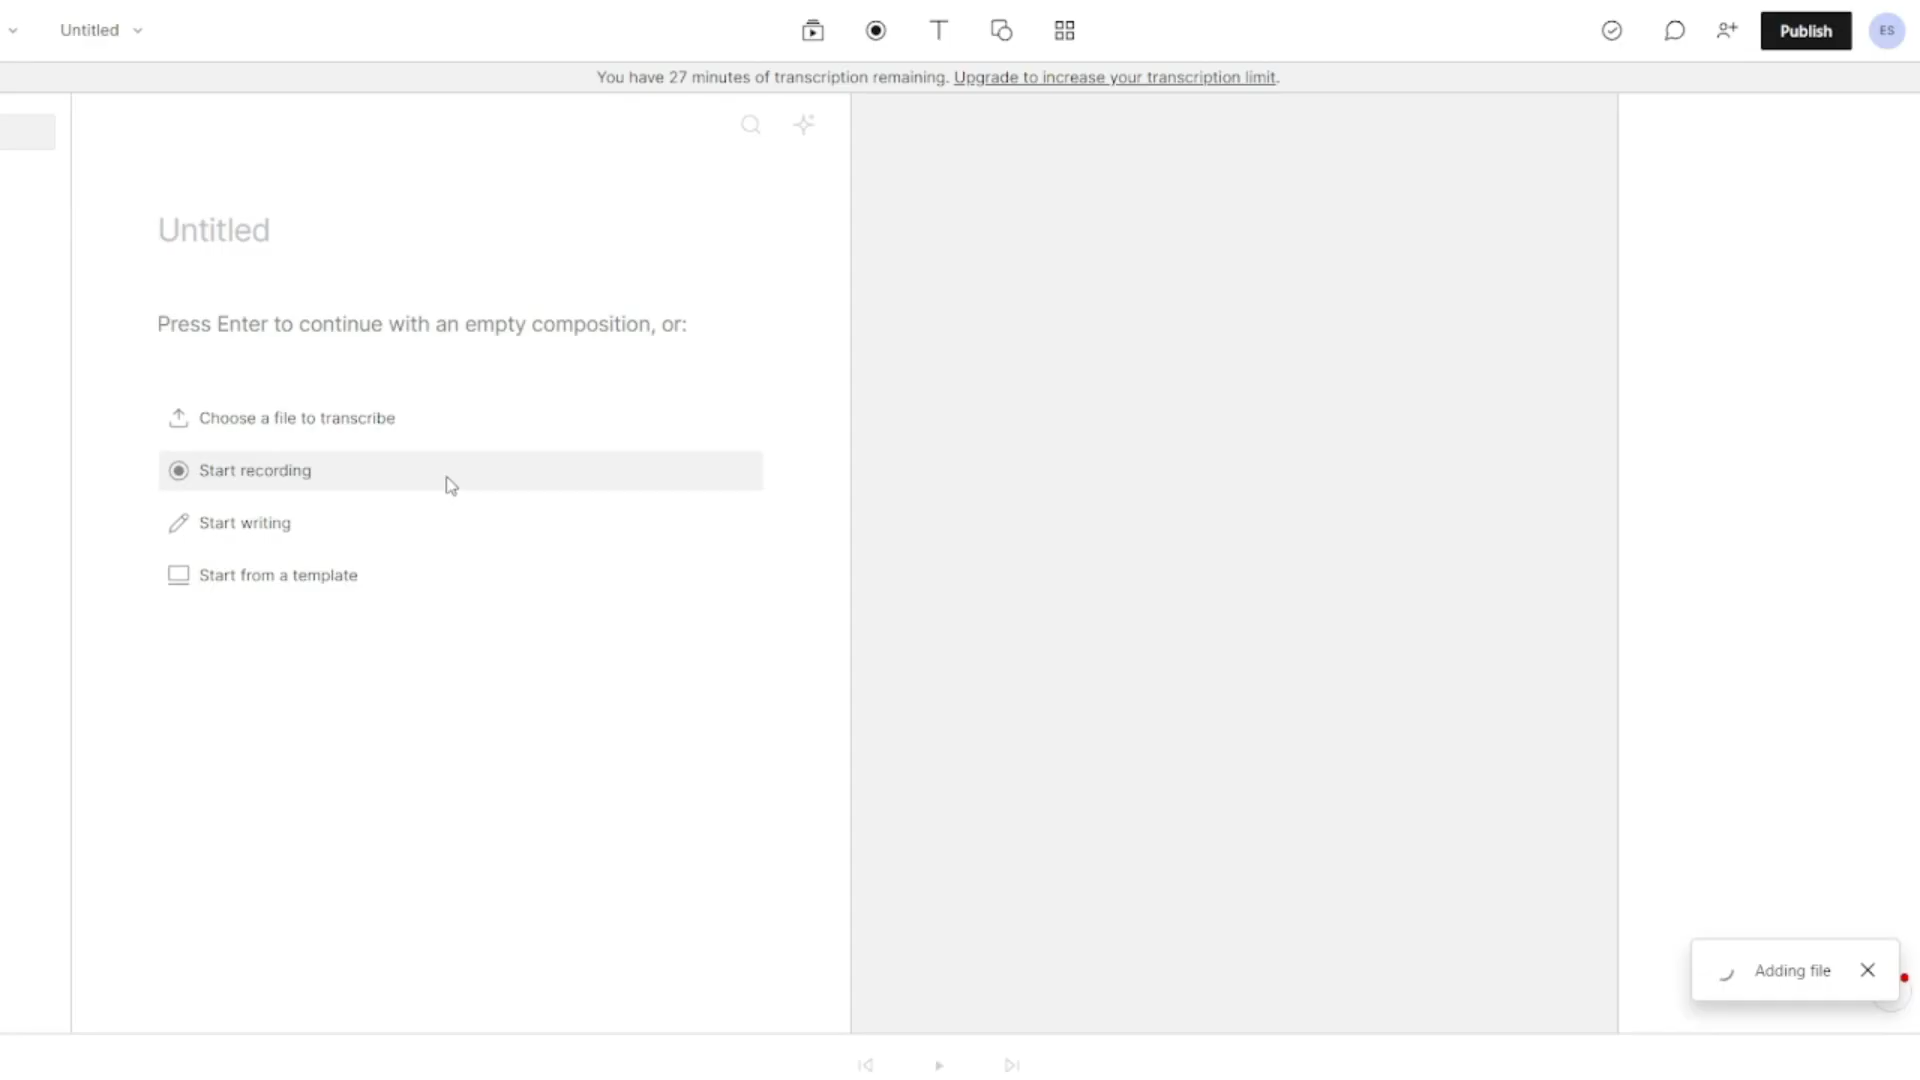 Untitled
Publish
ES
You have 27 minutes of transcription remaining. Upgrade to increase your transcription limit.
Untitled
Press Enter to continue with an empty composition, or:
Choose a file to transcribe
Start recording
Start writing
Start from a template
Adding file